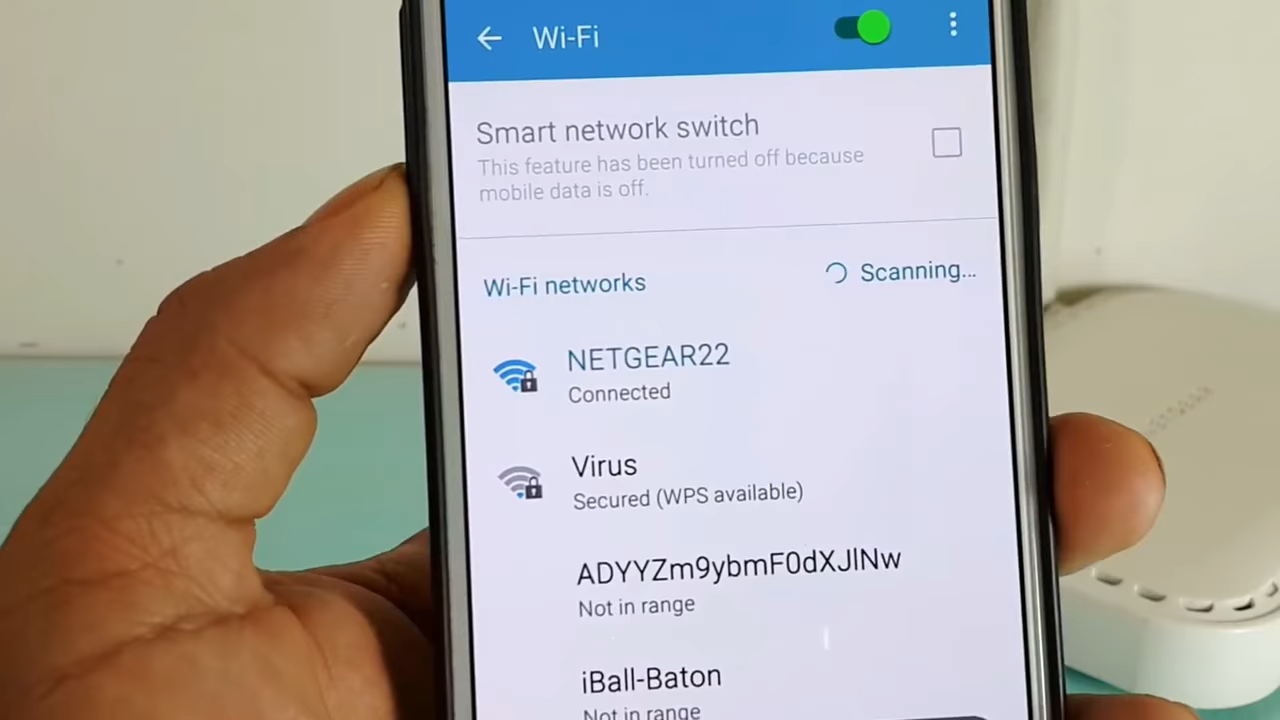 Wi-Fi
Smart network switch
This feature has been turned off because
mobile data is off.
Wi-Fi networks
Scanning...
NETGEAR22
Connected
Virus
Secured (WPS available)
ADYYZm9ybmF0dXJlNw
Not in range
iBall-Baton
Not in range
NETGEAR